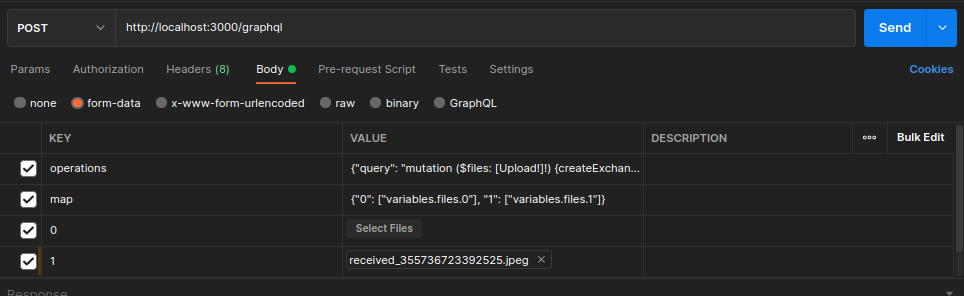 POST http://localhost:3000/graphql Send
Params Authorization Headers (8) Body Pre-request Script Tests Settings Cookies
none form-data x-www-form-urlencoded raw binary GraphQL
KEY VALUE DESCRIPTION Bulk Edit
operations {"query": "mutation ($files: [Upload!]!) {createExchan...
map {"0": ["variables.files.0"], "1": ["variables.files.1"]}
0 Select Files
1 received_355736723392525.jpeg
Response